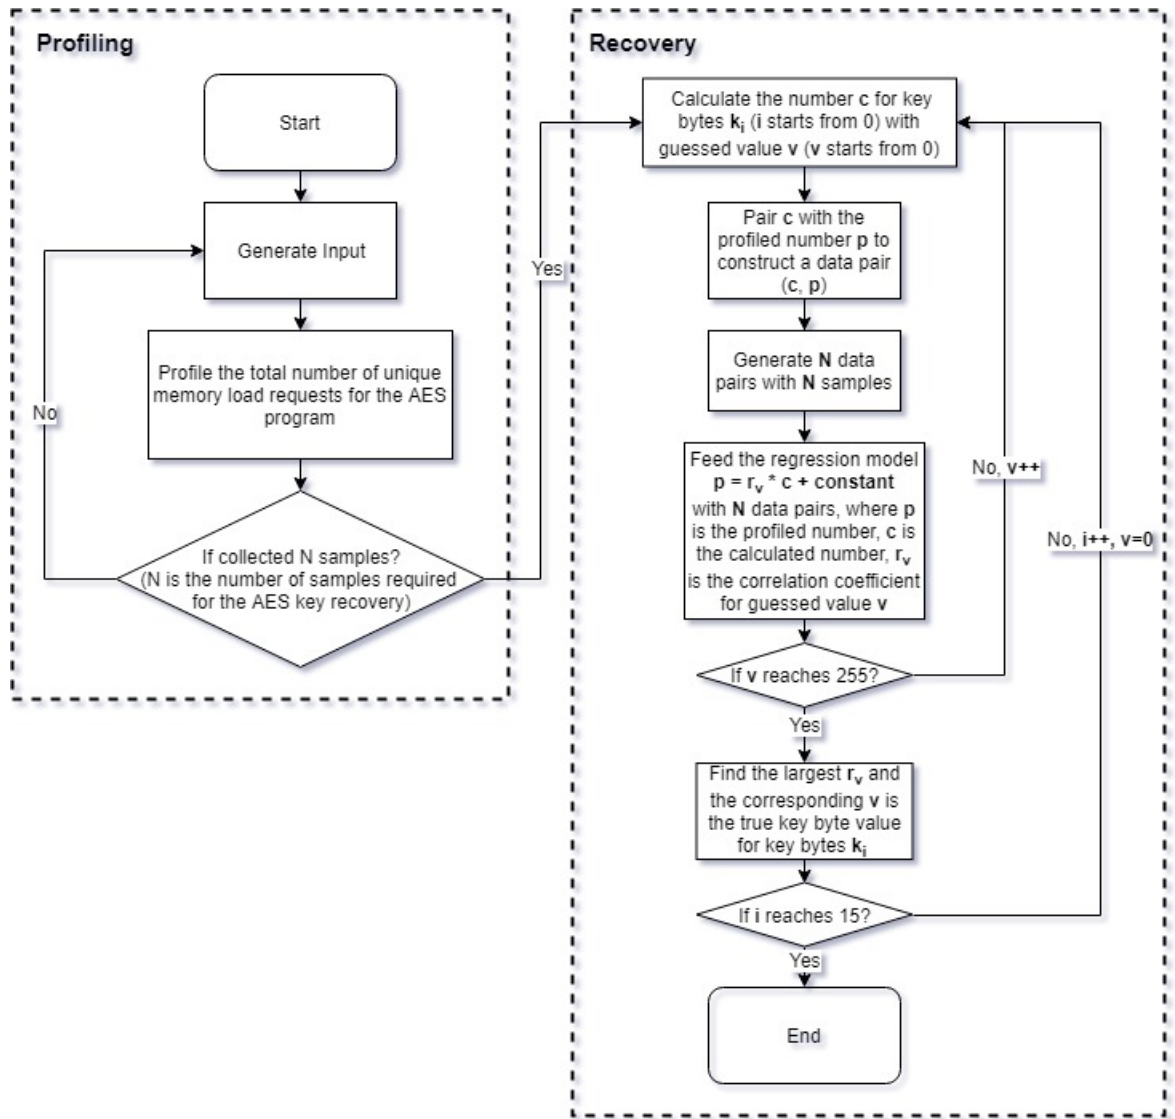 Profiling
Start
Generate Input
Profile the total number of unique
memory load requests for the AES
program
If collected N samples?
(N is the number of samples required
for the AES key recovery)
No
Yes
Recovery
Calculate the number c for key
bytes kᵢ (i starts from 0) with
guessed value v (v starts from 0)
Pair c with the
profiled number p to
construct a data pair
(c, p)
Generate N data
pairs with N samples
Feed the regression model
p = rᵥ * c + constant
with N data pairs, where p
is the profiled number, c is
the calculated number, rᵥ
is the correlation coefficient
for guessed value v
If v reaches 255?
No, v++
Yes
Find the largest rᵥ and
the corresponding v is
the true key byte value
for key bytes kᵢ
If i reaches 15?
No, i++, v=0
Yes
End